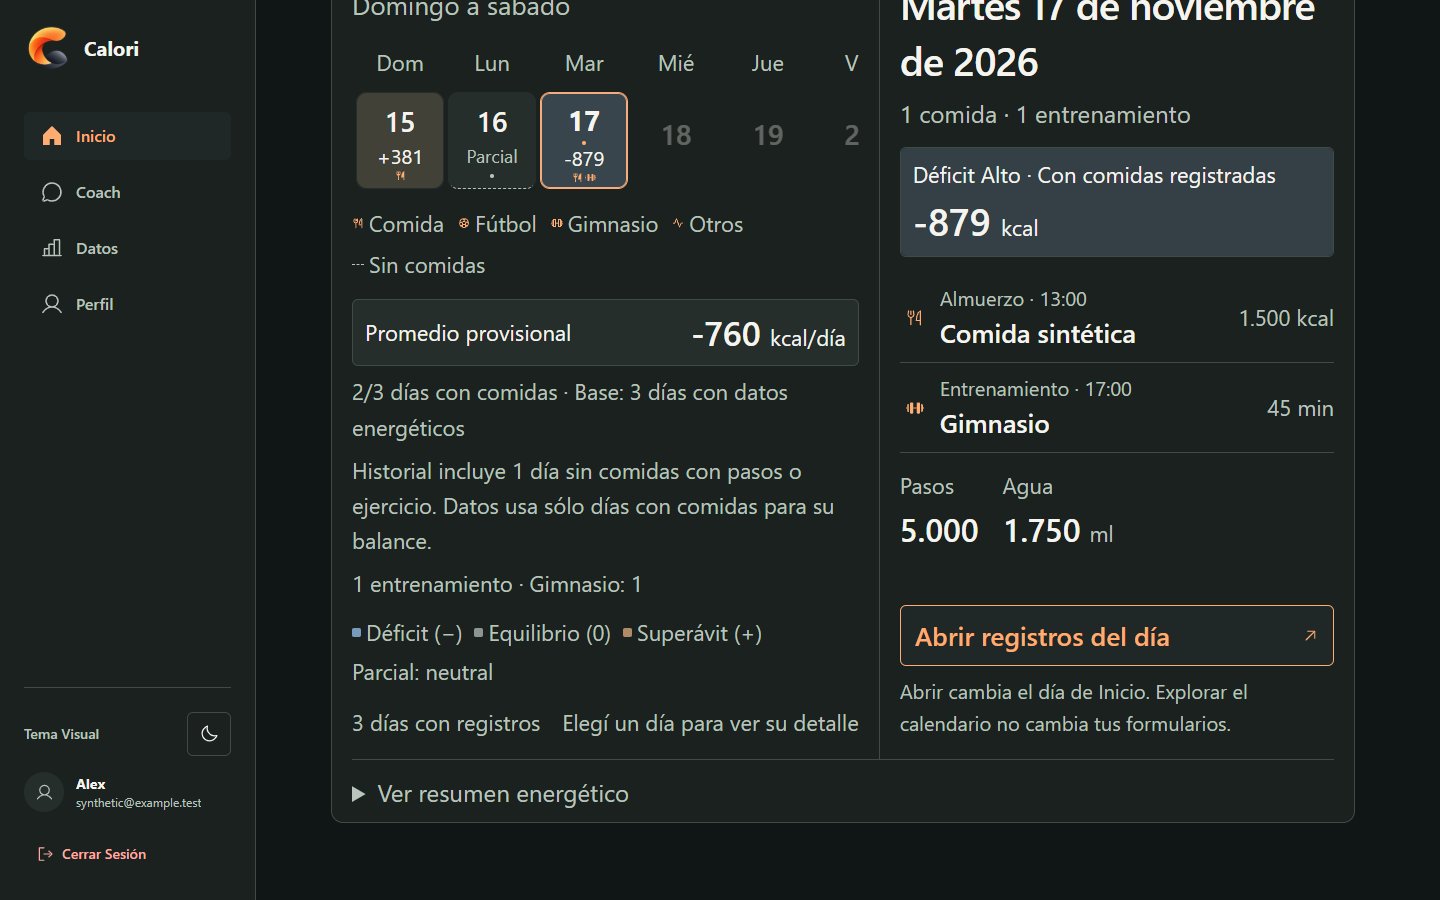 Calori
Inicio
Coach
Datos
Perfil
Tema Visual
Alex
synthetic@example.test
Cerrar Sesión
Domingo a sábado
Dom Lun Mar Mié Jue V
15 16 17 18 19 2
+381 Parcial -879
Comida Fútbol Gimnasio Otros
Sin comidas
Promedio provisional -760 kcal/día
2/3 días con comidas · Base: 3 días con datos
energéticos
Historial incluye 1 día sin comidas con pasos o
ejercicio. Datos usa sólo días con comidas para su
balance.
1 entrenamiento · Gimnasio: 1
Déficit (−) Equilibrio (0) Superávit (+)
Parcial: neutral
3 días con registros Elegí un día para ver su detalle
Martes 17 de noviembre
de 2026
1 comida · 1 entrenamiento
Déficit Alto · Con comidas registradas
-879 kcal
Almuerzo · 13:00
Comida sintética
1.500 kcal
Entrenamiento · 17:00
Gimnasio
45 min
Pasos Agua
5.000 1.750 ml
Abrir registros del día
Abrir cambia el día de Inicio. Explorar el
calendario no cambia tus formularios.
Ver resumen energético